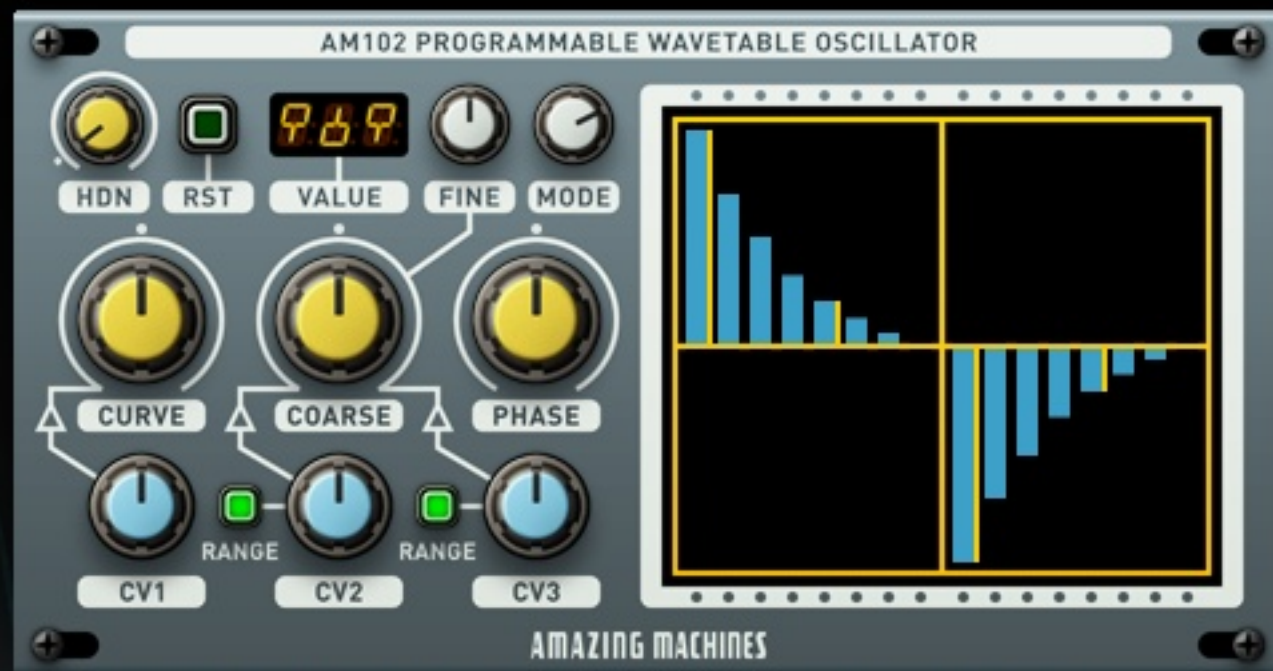 AM102 PROGRAMMABLE WAVETABLE OSCILLATOR
HDN RST VALUE FINE MODE
CURVE COARSE PHASE
RANGE RANGE
CV1 CV2 CV3
AMAZING MACHINES